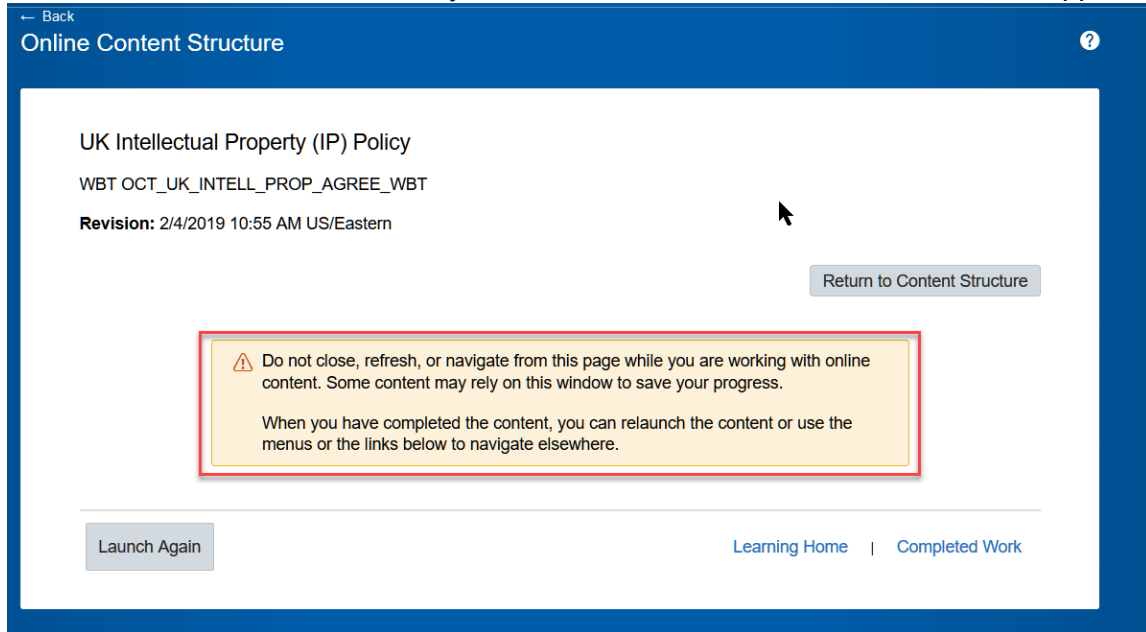 ← Back
Online Content Structure
?
UK Intellectual Property (IP) Policy
WBT OCT_UK_INTELL_PROP_AGREE_WBT
Revision: 2/4/2019 10:55 AM US/Eastern
Return to Content Structure
Do not close, refresh, or navigate from this page while you are working with online
content. Some content may rely on this window to save your progress.
When you have completed the content, you can relaunch the content or use the
menus or the links below to navigate elsewhere.
Launch Again
Learning Home | Completed Work